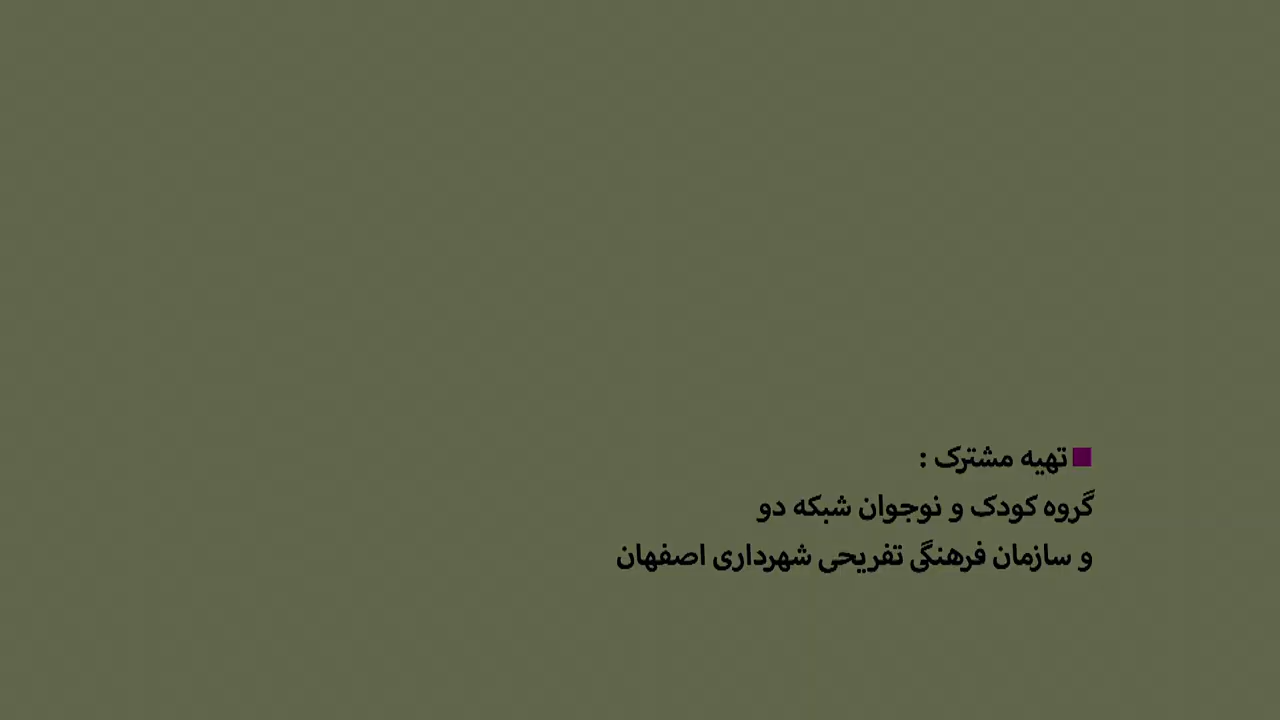 تهیه مشترک :
گروه کودک و نوجوان شبکه دو
و سازمان فرهنگی تفریحی شهرداری اصفهان